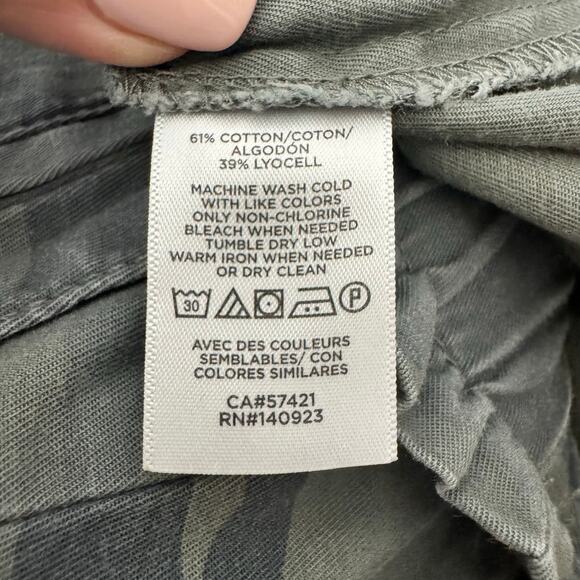 61% COTTON/COTON/
ALGODÓN
39% LYOCELL
MACHINE WASH COLD
WITH LIKE COLORS
ONLY NON-CHLORINE
BLEACH WHEN NEEDED
TUMBLE DRY LOW
WARM IRON WHEN NEEDED
OR DRY CLEAN
30 P
AVEC DES COULEURS
SEMBLABLES/ CON
COLORES SIMILARES
CA#57421
RN#140923